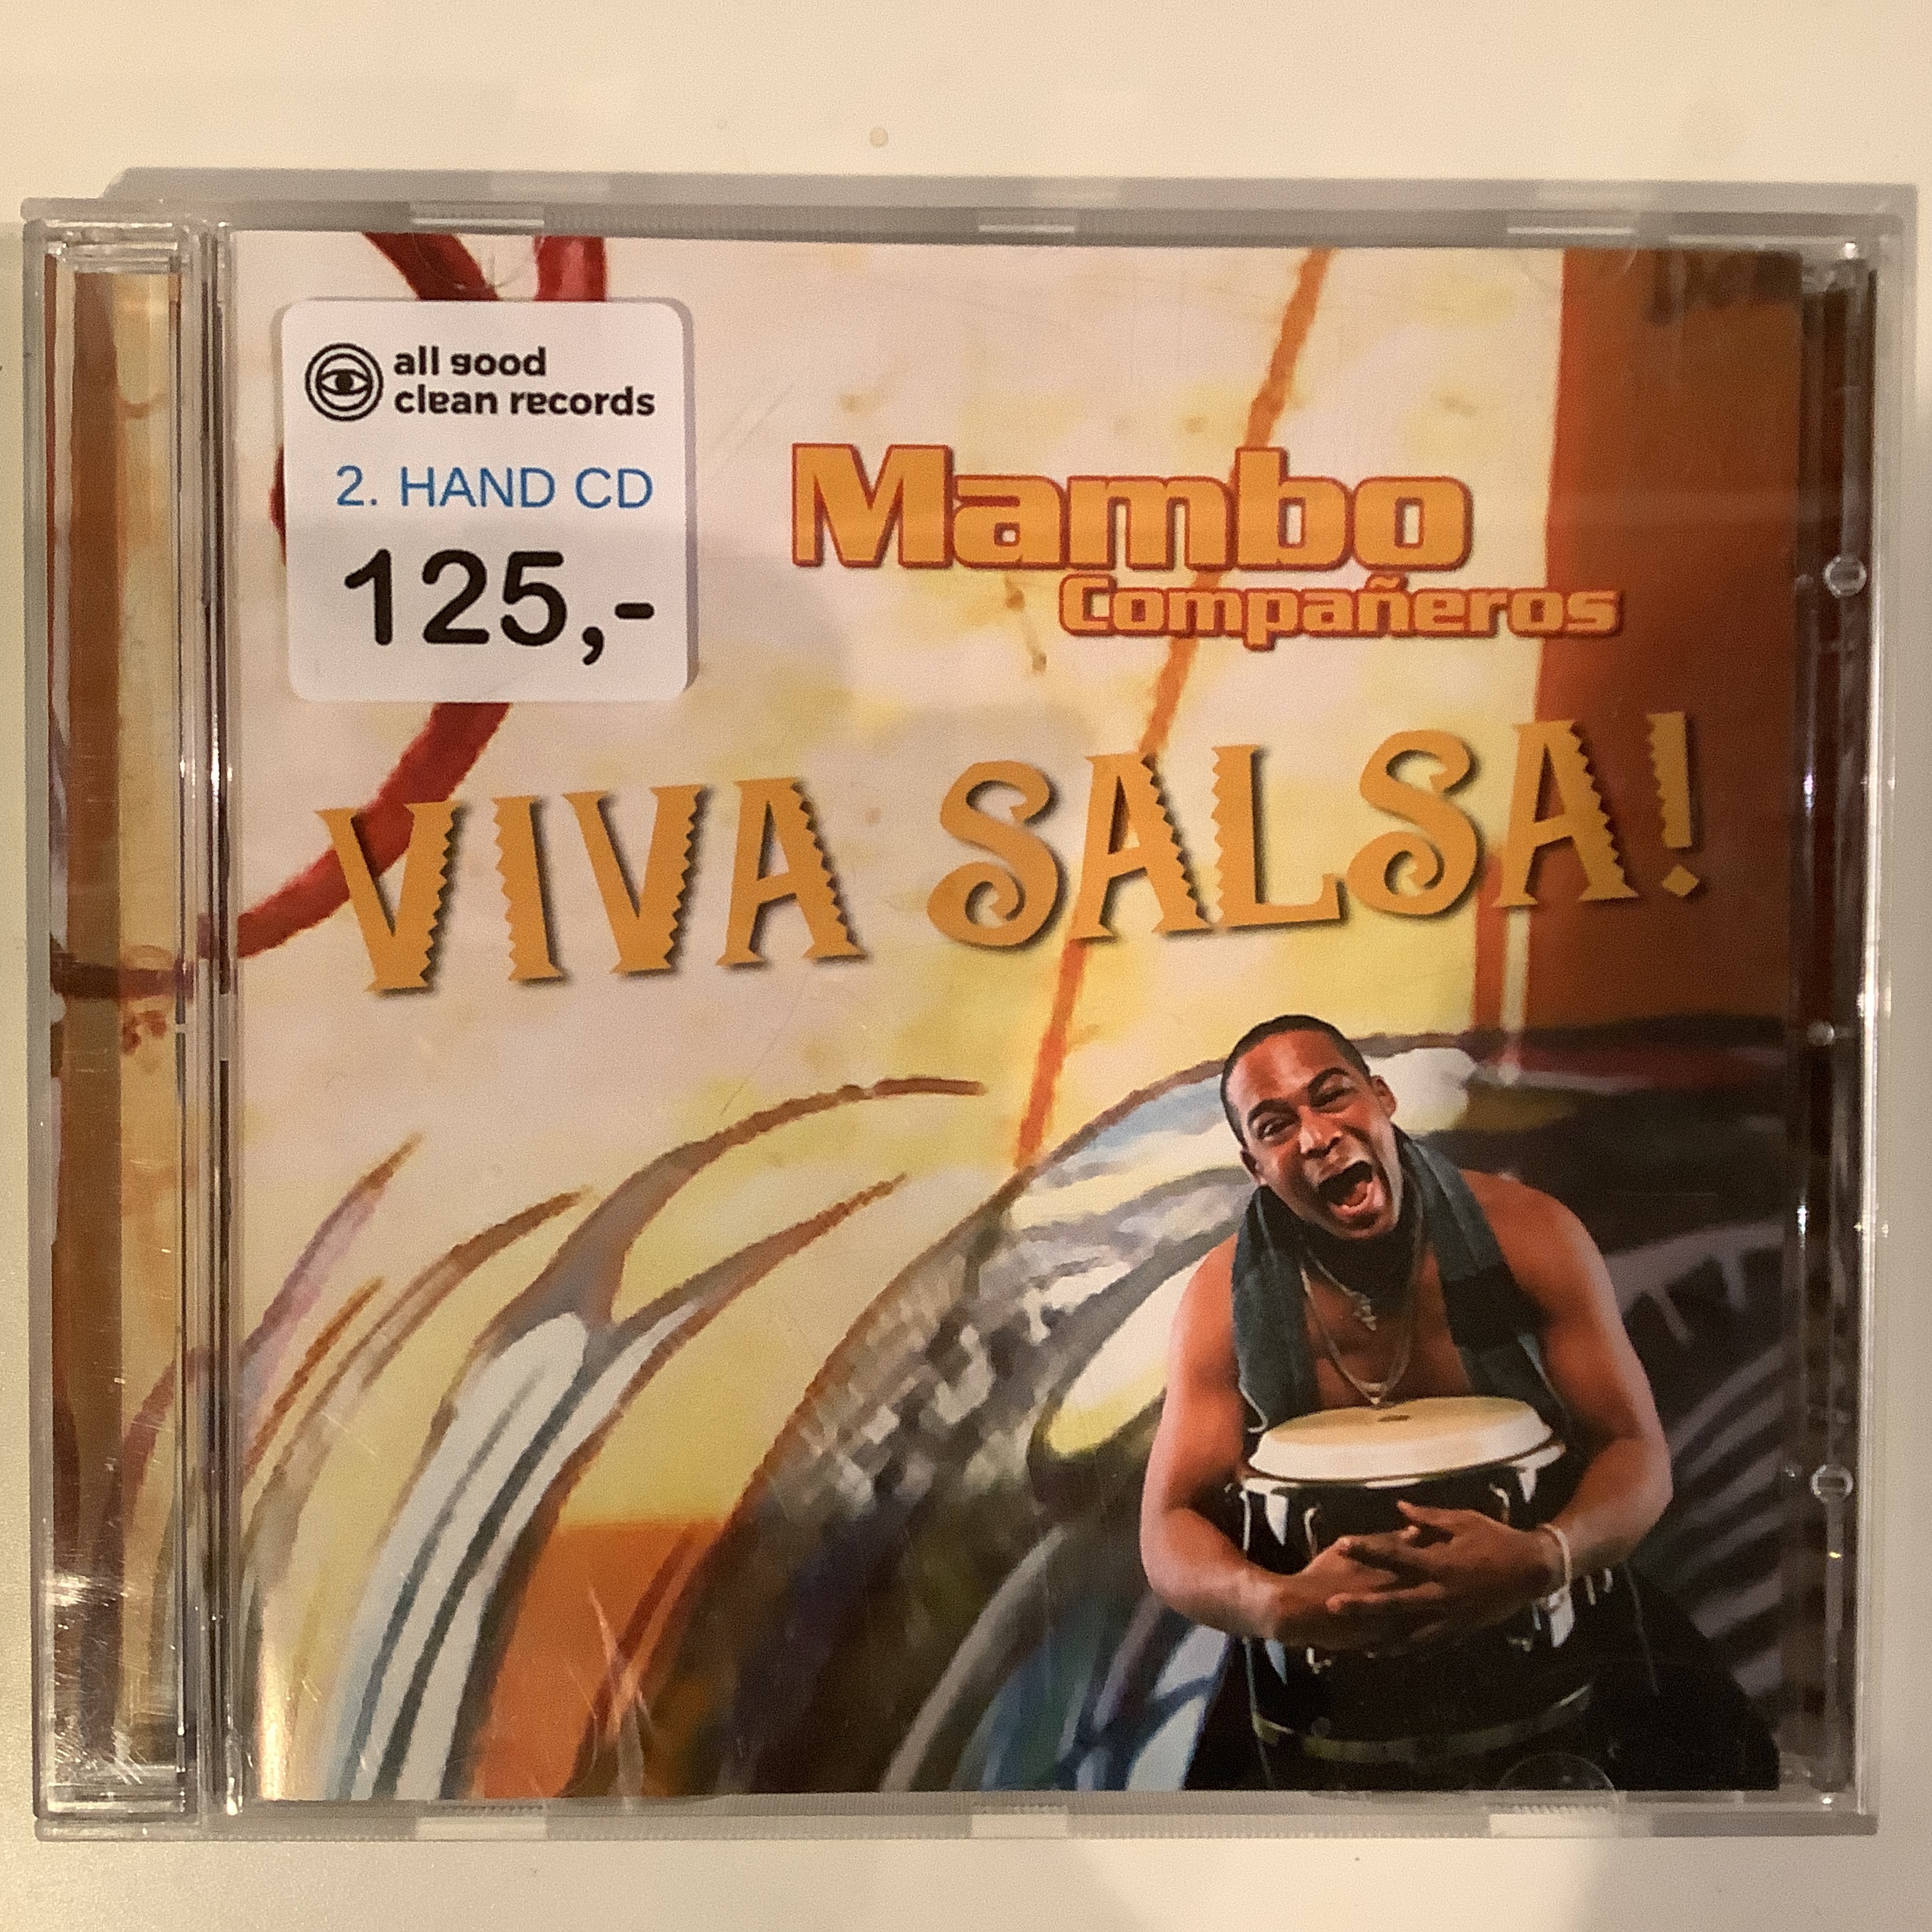 all good
clean records
2. HAND CD
125,-
Mambo
Compañeros
VIVA SALSA!